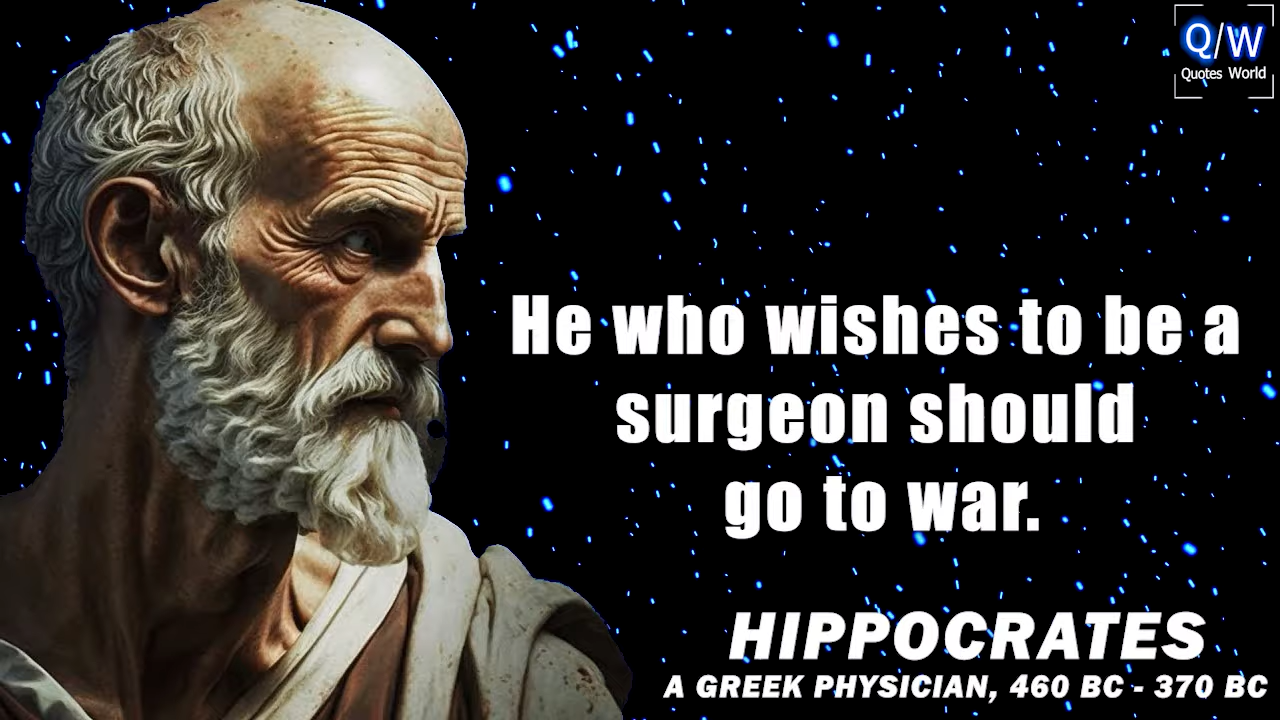 Q/W
Quotes World
He who wishes to be a
surgeon should
go to war.
HIPPOCRATES
A GREEK PHYSICIAN, 460 BC - 370 BC